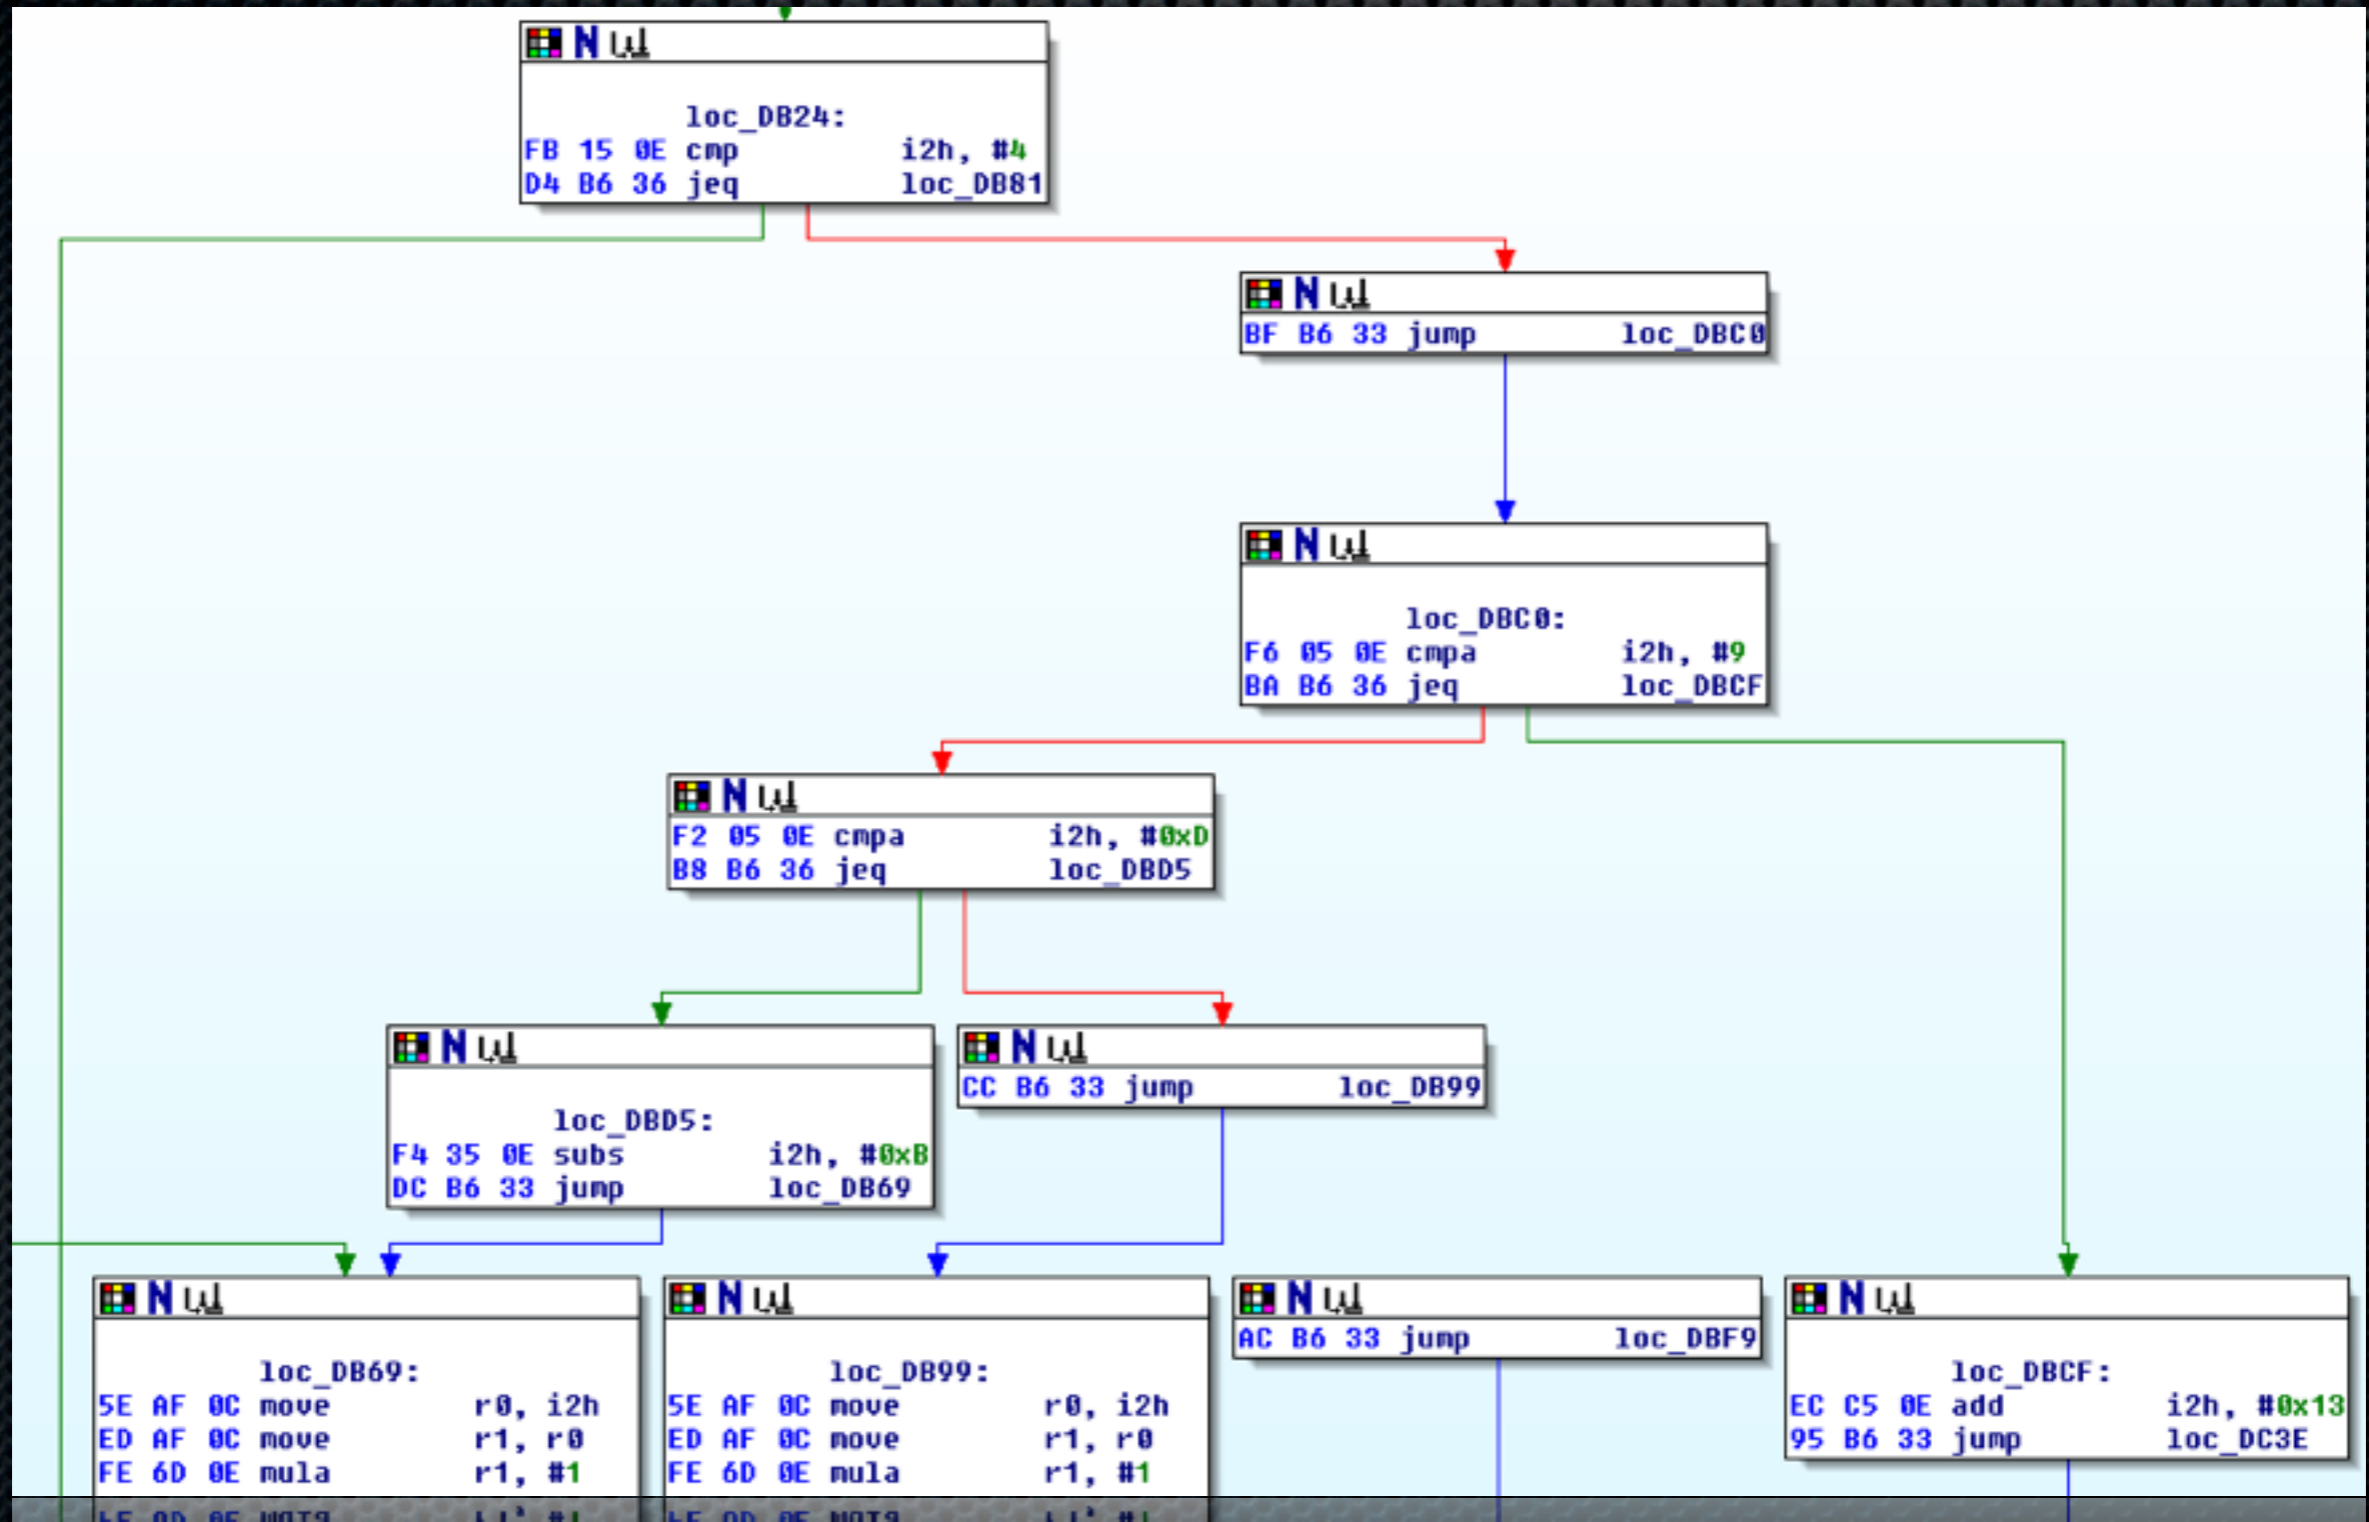 loc_DB24:
FB 15 0E cmp i2h, #4
D4 B6 36 jeq loc_DB81
BF B6 33 jump loc_DBC0
loc_DBC0:
F6 05 0E cmpa i2h, #9
BA B6 36 jeq loc_DBCF
F2 05 0E cmpa i2h, #0xD
B8 B6 36 jeq loc_DBD5
loc_DBD5:
F4 35 0E subs i2h, #0xB
DC B6 33 jump loc_DB69
CC B6 33 jump loc_DB99
loc_DB69:
5E AF 0C move r0, i2h
ED AF 0C move r1, r0
FE 6D 0E mula r1, #1
loc_DB99:
5E AF 0C move r0, i2h
ED AF 0C move r1, r0
FE 6D 0E mula r1, #1
AC B6 33 jump loc_DBF9
loc_DBCF:
EC C5 0E add i2h, #0x13
95 B6 33 jump loc_DC3E